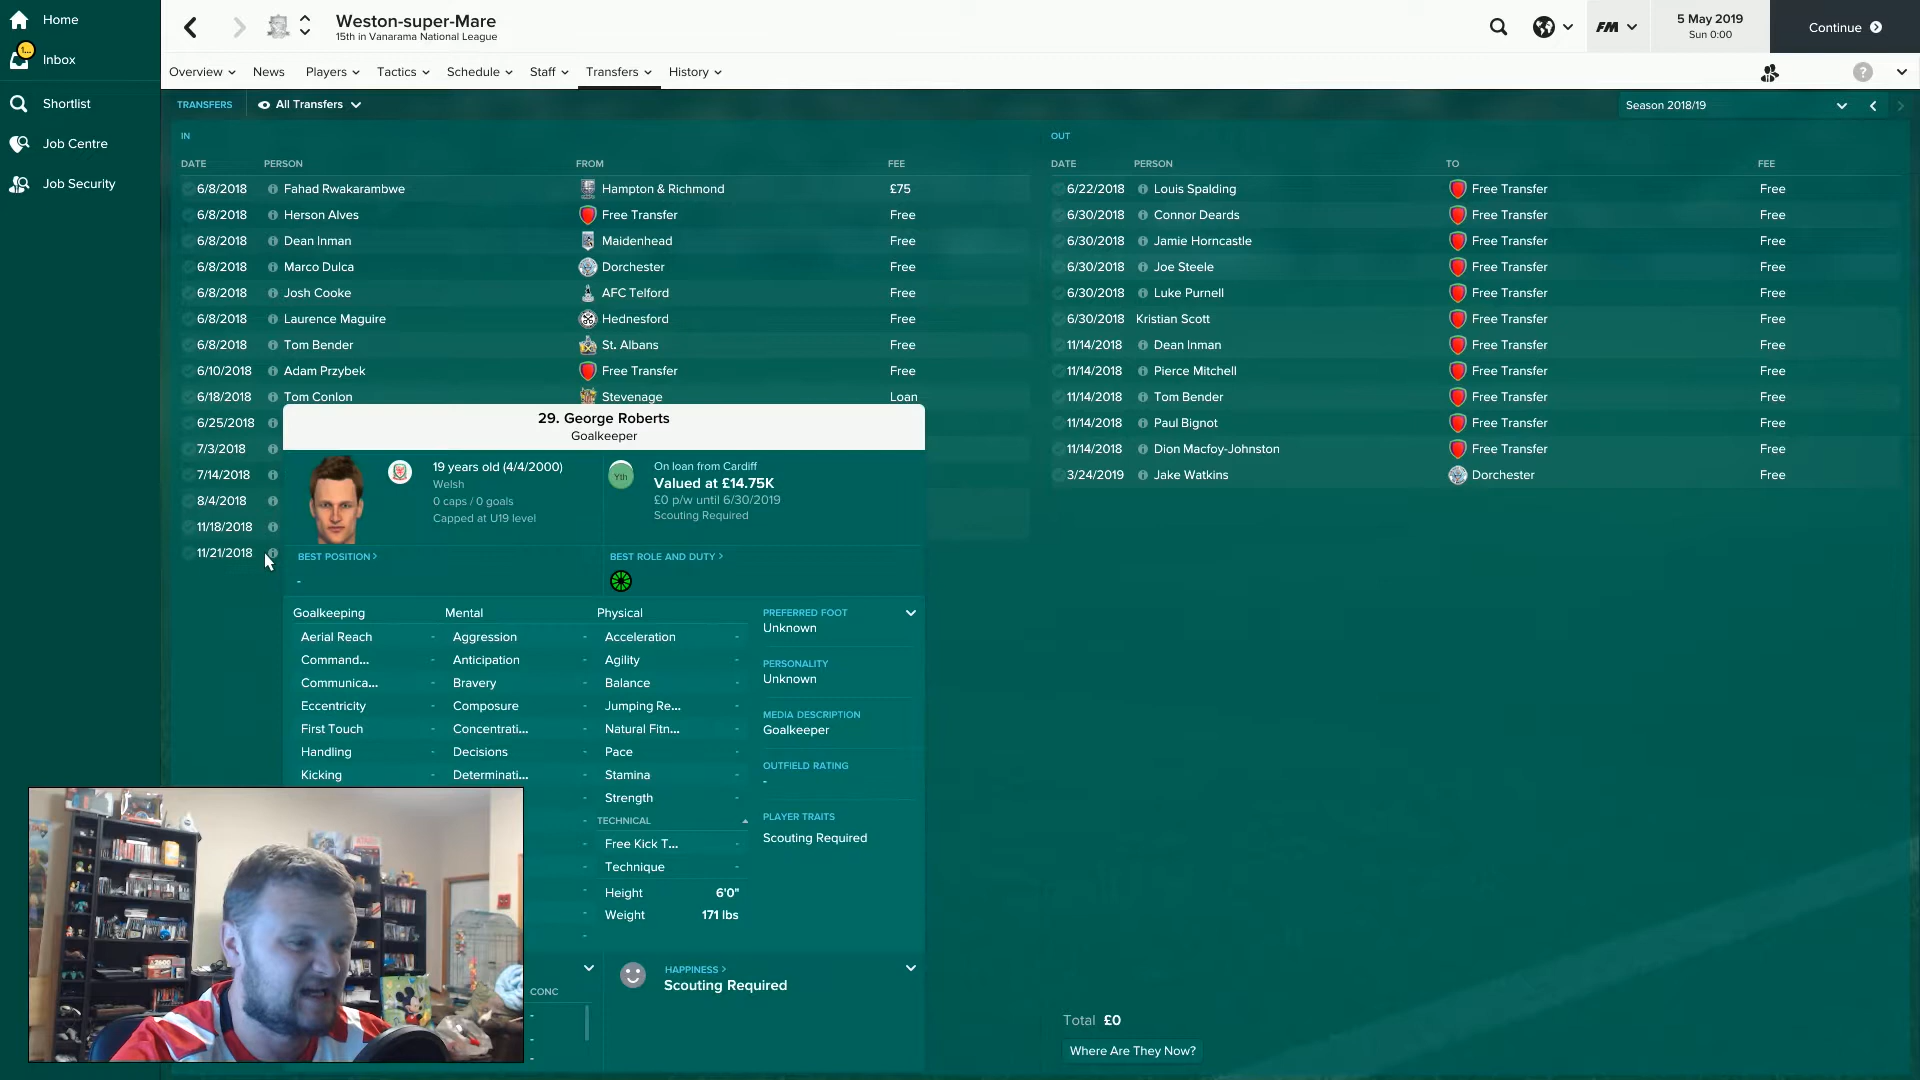 Home
Inbox
1...
Shortlist
Job Centre
Job Security
Weston-super-Mare
15th in Vanarama National League
FM
5 May 2019
Sun 0:00
Continue
Overview
News
Players
Tactics
Schedule
Staff
Transfers
History
?
TRANSFERS
All Transfers
Season 2018/19
IN
DATE PERSON FROM FEE
6/8/2018 Fahad Rwakarambwe Hampton & Richmond £75
6/8/2018 Herson Alves Free Transfer Free
6/8/2018 Dean Inman Maidenhead Free
6/8/2018 Marco Dulca Dorchester Free
6/8/2018 Josh Cooke AFC Telford Free
6/8/2018 Laurence Maguire Hednesford Free
6/8/2018 Tom Bender St. Albans Free
6/10/2018 Adam Przybek Free Transfer Free
6/18/2018 Tom Conlon Stevenage Loan
6/25/2018
7/3/2018
7/14/2018
8/4/2018
11/18/2018
11/21/2018
OUT
DATE PERSON TO FEE
6/22/2018 Louis Spalding Free Transfer Free
6/30/2018 Connor Deards Free Transfer Free
6/30/2018 Jamie Horncastle Free Transfer Free
6/30/2018 Joe Steele Free Transfer Free
6/30/2018 Luke Purnell Free Transfer Free
6/30/2018 Kristian Scott Free Transfer Free
11/14/2018 Dean Inman Free Transfer Free
11/14/2018 Pierce Mitchell Free Transfer Free
11/14/2018 Tom Bender Free Transfer Free
11/14/2018 Paul Bignot Free Transfer Free
11/14/2018 Dion Macfoy-Johnston Free Transfer Free
3/24/2019 Jake Watkins Dorchester Free
29. George Roberts
Goalkeeper
19 years old (4/4/2000)
Welsh
0 caps / 0 goals
Capped at U19 level
Yth
On loan from Cardiff
Valued at £14.75K
£0 p/w until 6/30/2019
Scouting Required
BEST POSITION >
-
BEST ROLE AND DUTY >
Goalkeeping Mental Physical
Aerial Reach - Aggression - Acceleration -
Command... - Anticipation - Agility -
Communica... - Bravery - Balance -
Eccentricity - Composure - Jumping Re... -
First Touch - Concentrati... - Natural Fitn... -
Handling - Decisions - Pace -
Kicking - Determinati... - Stamina -
- Strength -
- TECHNICAL
- Free Kick T... -
- Technique -
- Height 6'0"
- Weight 171 lbs
-
PREFERRED FOOT
Unknown
PERSONALITY
Unknown
MEDIA DESCRIPTION
Goalkeeper
OUTFIELD RATING
-
PLAYER TRAITS
Scouting Required
CONC
-
-
-
HAPPINESS >
Scouting Required
Total £0
Where Are They Now?